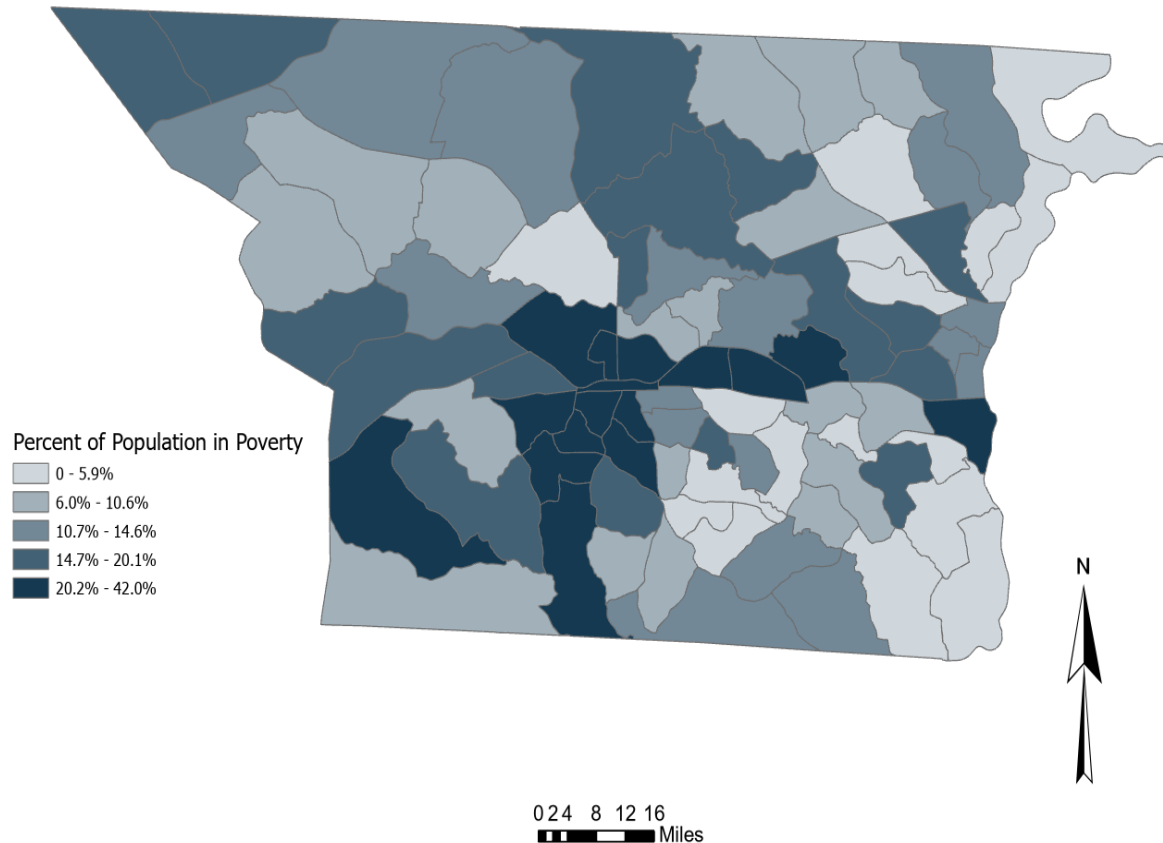 Percent of Population in Poverty
0 - 5.9%
6.0% - 10.6%
10.7% - 14.6%
14.7% - 20.1%
20.2% - 42.0%
N
0 2 4 8 12 16
Miles